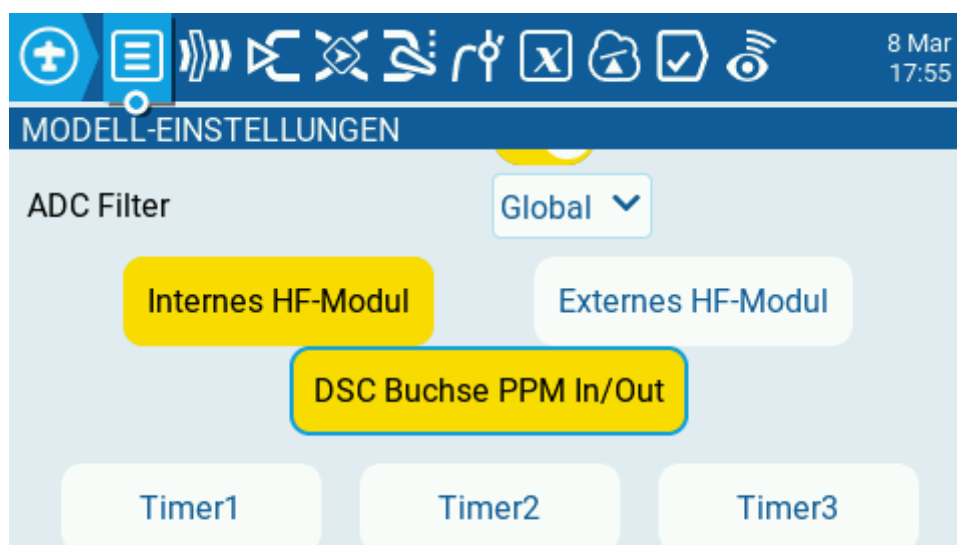 8 Mar
17:55
MODELL-EINSTELLUNGEN
ADC Filter Global
Internes HF-Modul Externes HF-Modul
DSC Buchse PPM In/Out
Timer1 Timer2 Timer3